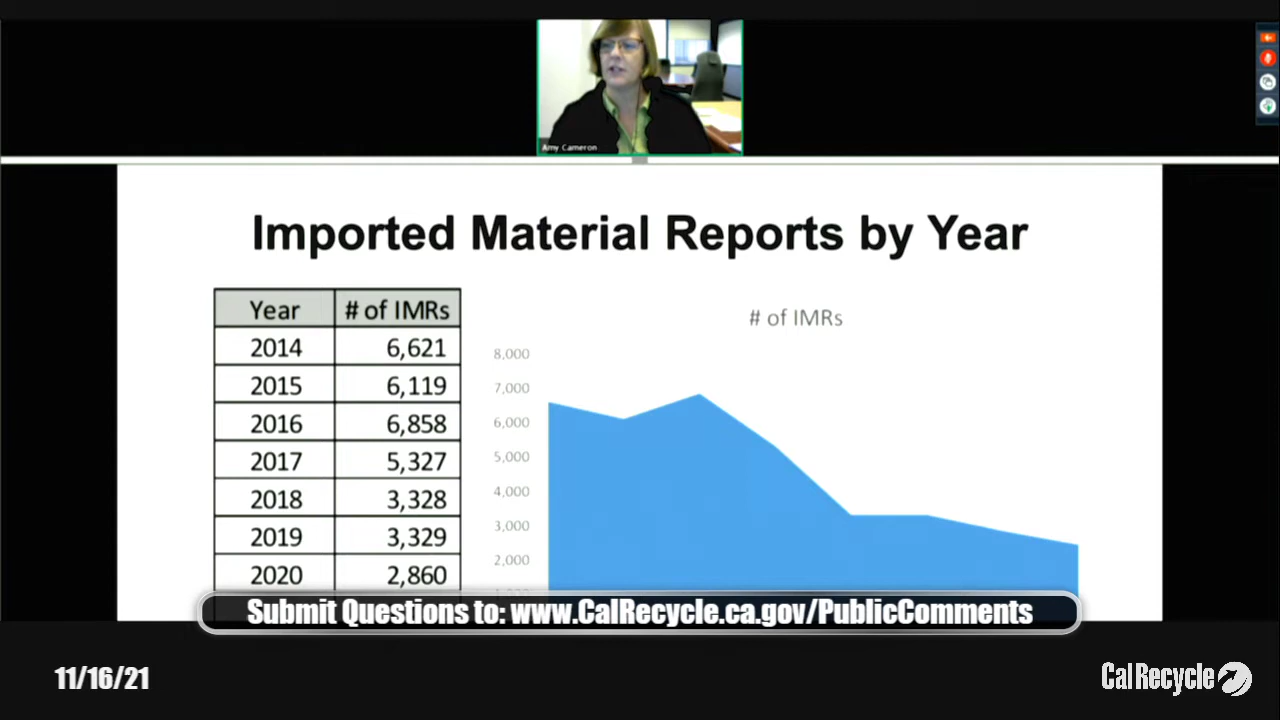 Amy Cameron
Imported Material Reports by Year
Year # of IMRs
2014 6,621
2015 6,119
2016 6,858
2017 5,327
2018 3,328
2019 3,329
2020 2,860
# of IMRs
8,000
7,000
6,000
5,000
4,000
3,000
2,000
Submit Questions to: www.CalRecycle.ca.gov/PublicComments
11/16/21
CalRecycle